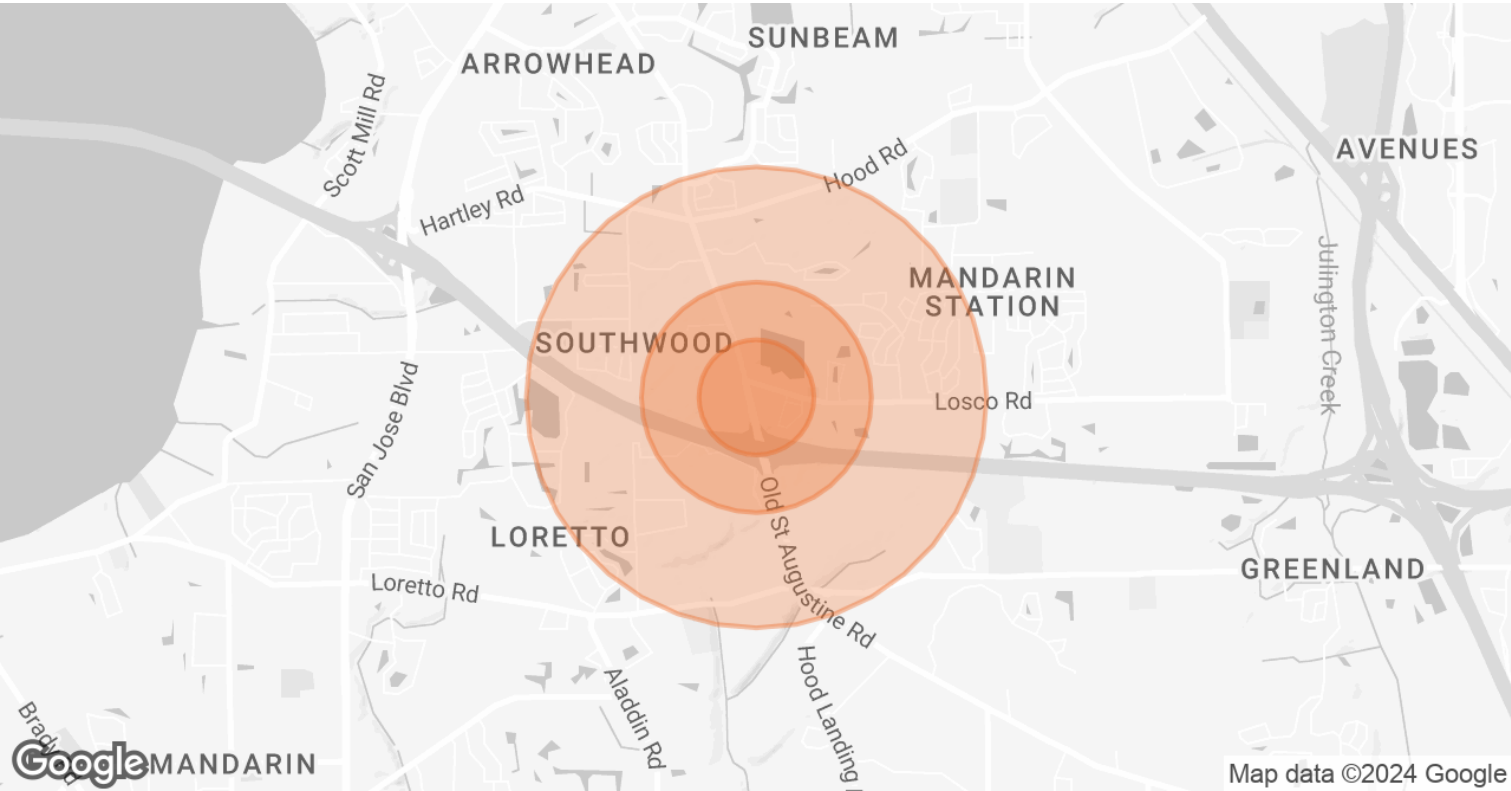 SUNBEAM
ARROWHEAD
Scott Mill Rd
Hood Rd
AVENUES
Hartley Rd
MANDARIN
STATION
Julington Creek
SOUTHWOOD
San Jose Blvd
Losco Rd
Old St Augustine Rd
LORETTO
GREENLAND
Loretto Rd
Aladdin Rd
Hood Landing
Google
MANDARIN
Map data ©2024 Google